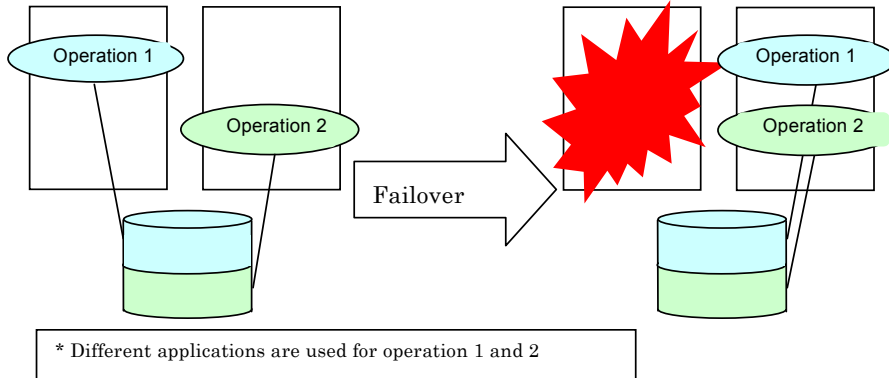 Operation 1
Operation 2
Failover
Operation 1
Operation 2
* Different applications are used for operation 1 and 2